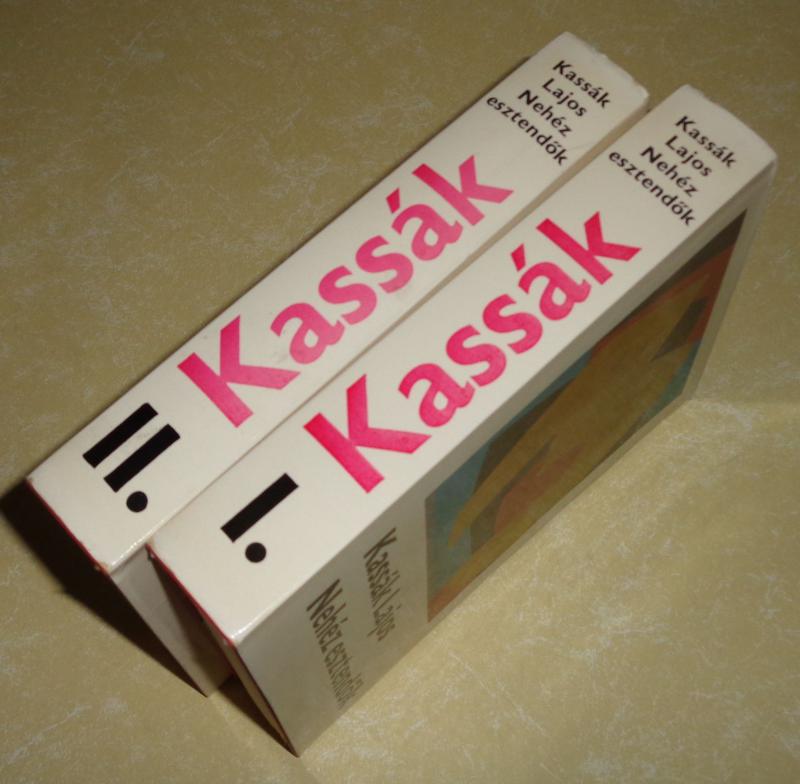 Kassák
Lajos
Nehéz
esztendők
Kassák
II.
Kassák
Lajos
Nehéz
esztendők
Kassák
I.
Kassák Lajos
Nehéz esztendők